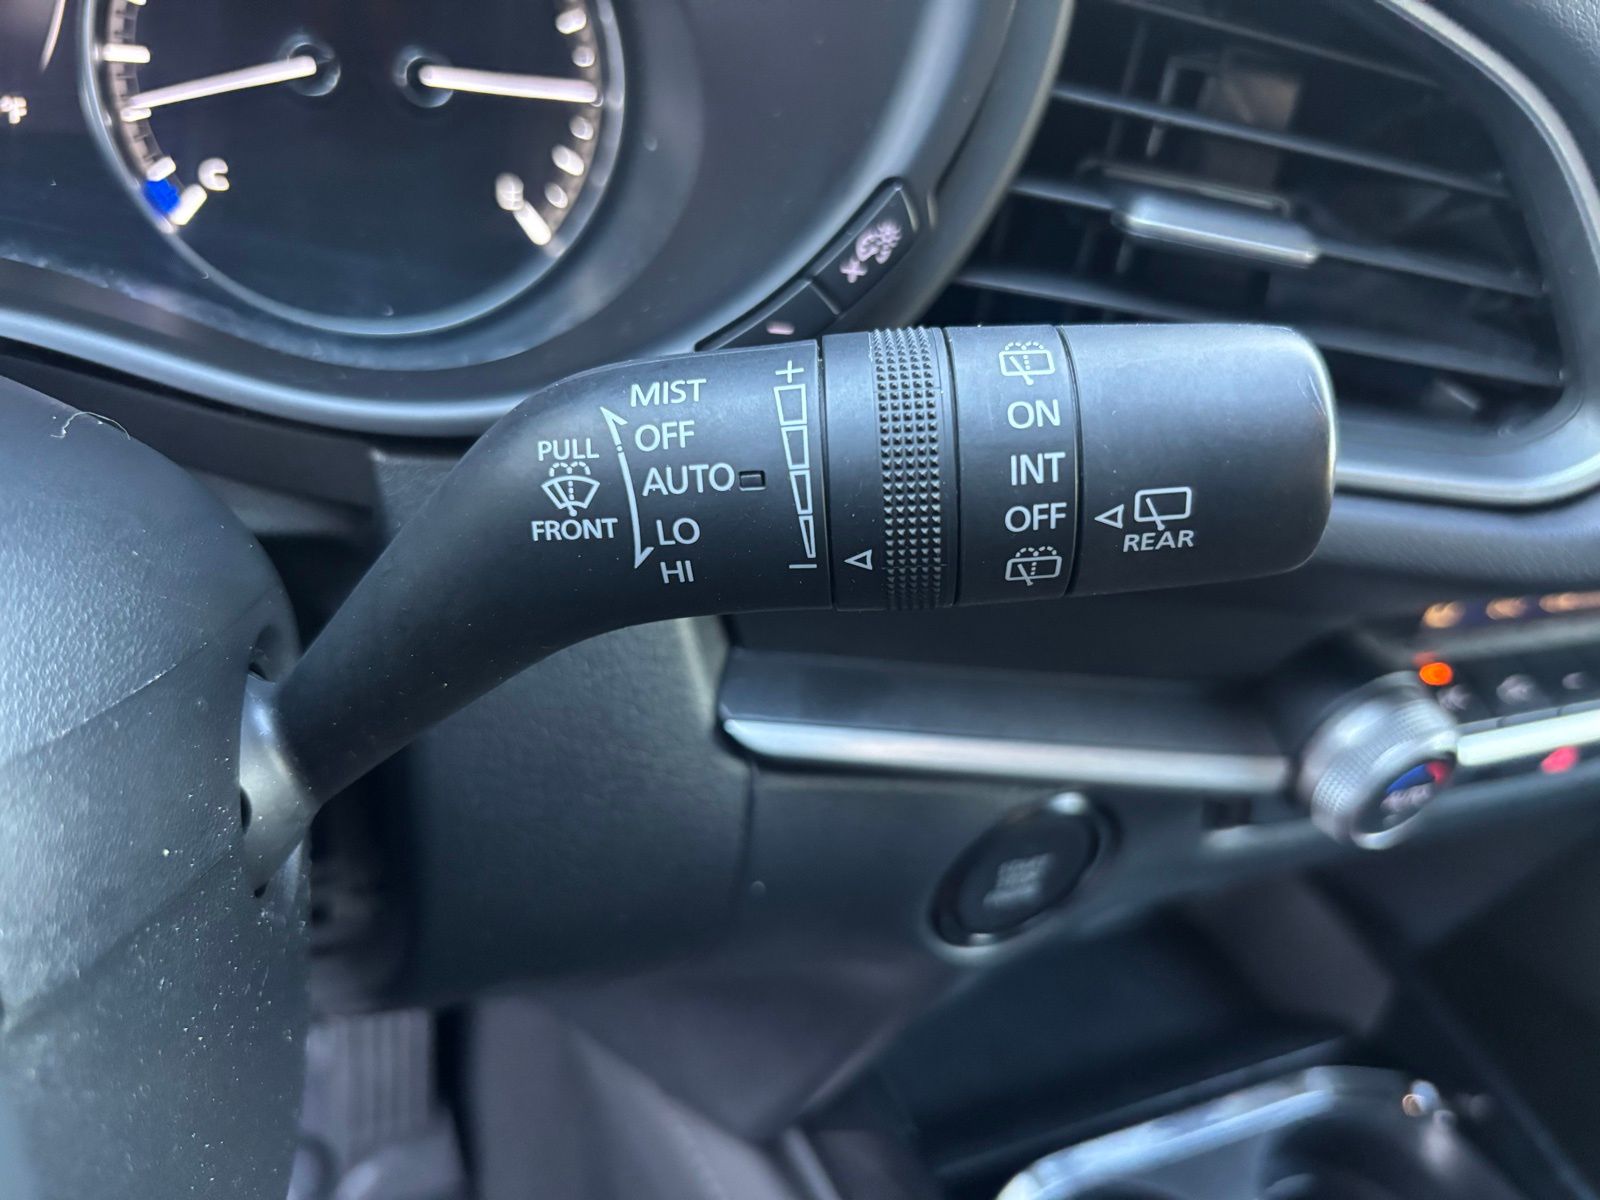 °F
C
PULL
FRONT
MIST
OFF
AUTO
LO
HI
+
−
ON
INT
OFF
REAR